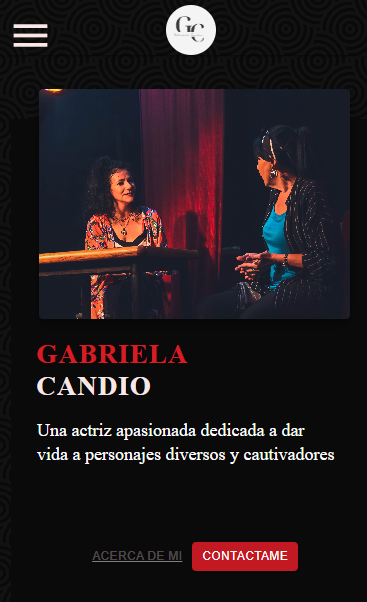 GC
GABRIELA
CANDIO
Una actriz apasionada dedicada a dar
vida a personajes diversos y cautivadores
ACERCA DE MI CONTACTAME